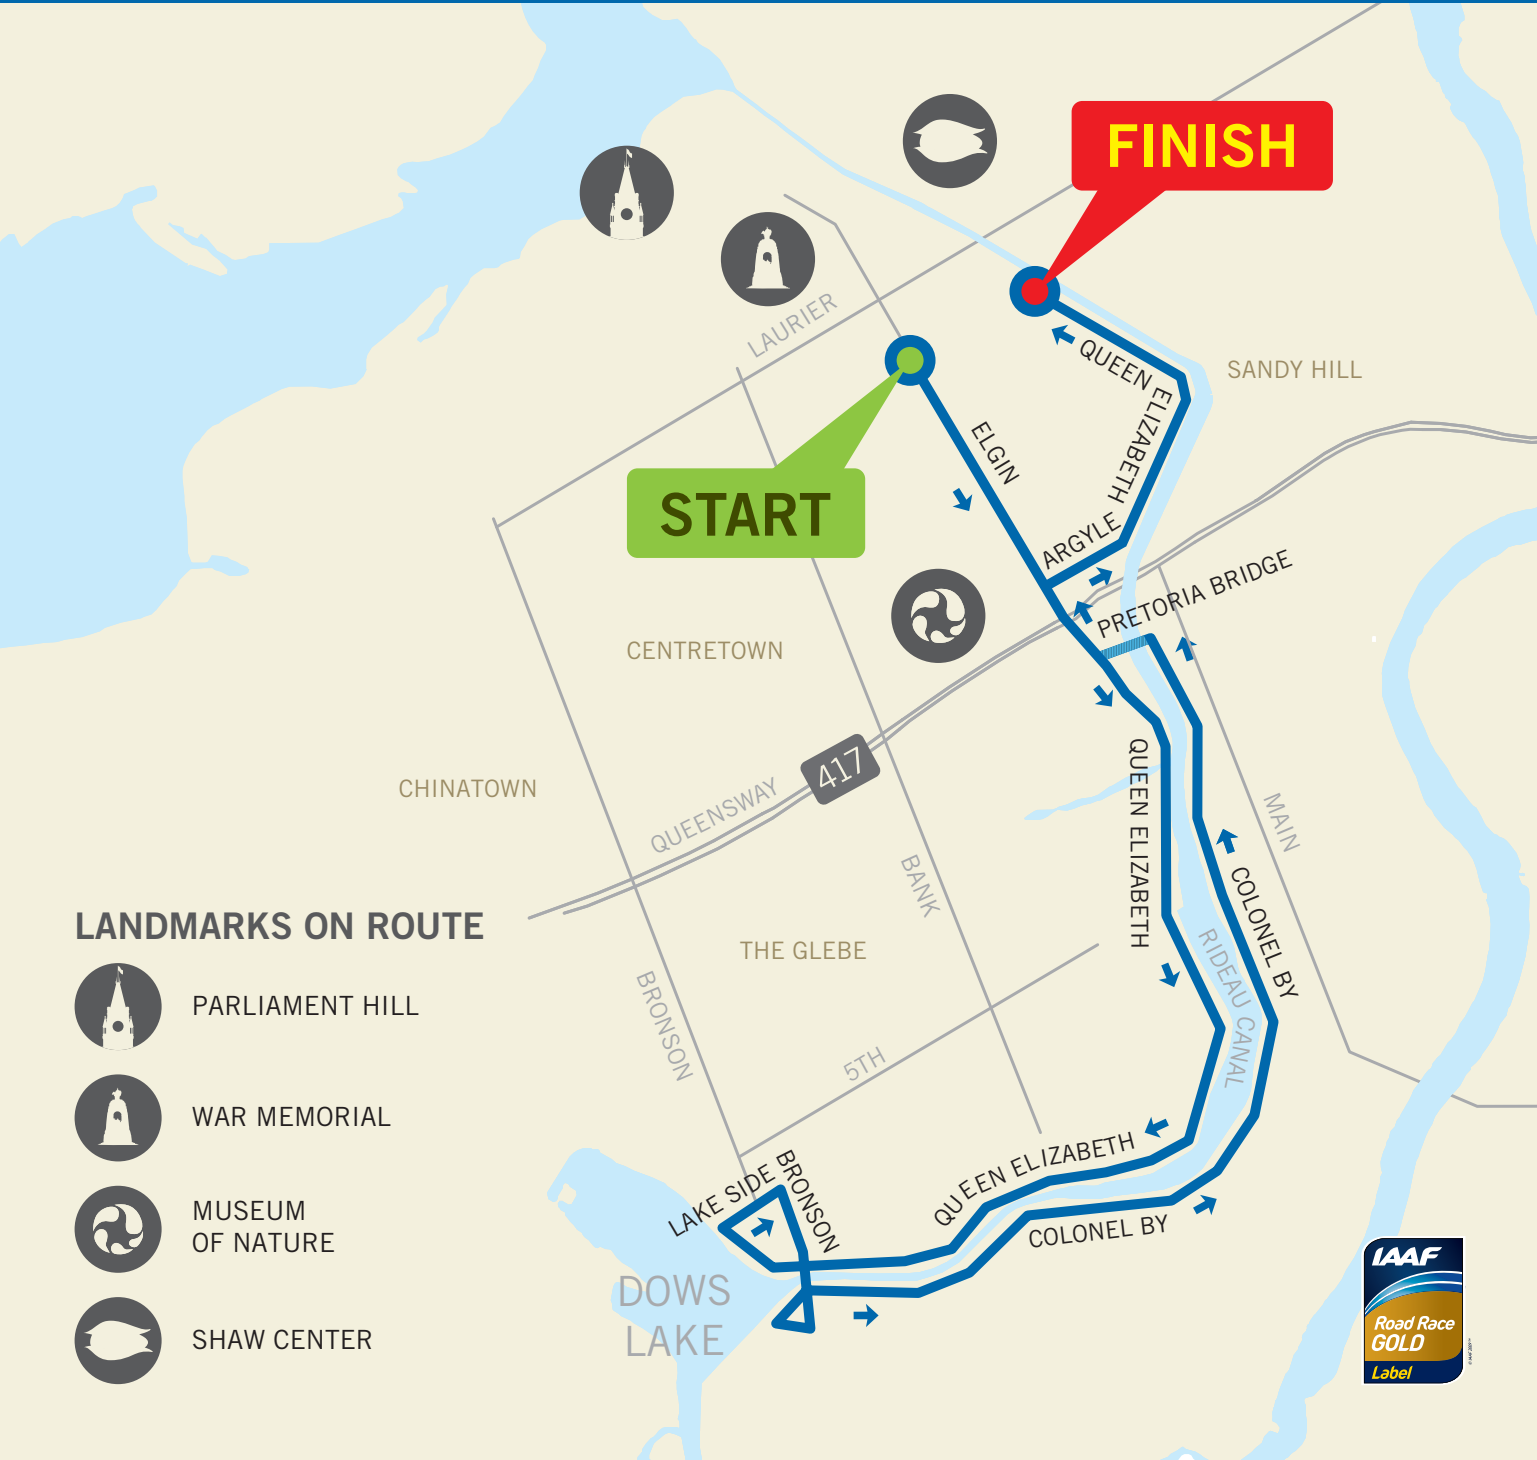 FINISH
LAURIER
QUEEN
ELIZABETH
SANDY HILL
ELGIN
START
ARGYLE
PRETORIA BRIDGE
CENTRETOWN
417
QUEENSWAY
CHINATOWN
QUEEN ELIZABETH
MAIN
BANK
COLONEL BY
LANDMARKS ON ROUTE
THE GLEBE
RIDEAU CANAL
PARLIAMENT HILL
BRONSON
5TH
WAR MEMORIAL
QUEEN ELIZABETH
LAKE SIDE
BRONSON
COLONEL BY
MUSEUM
OF NATURE
DOWS
LAKE
SHAW CENTER
IAAF
Road Race
GOLD
Label